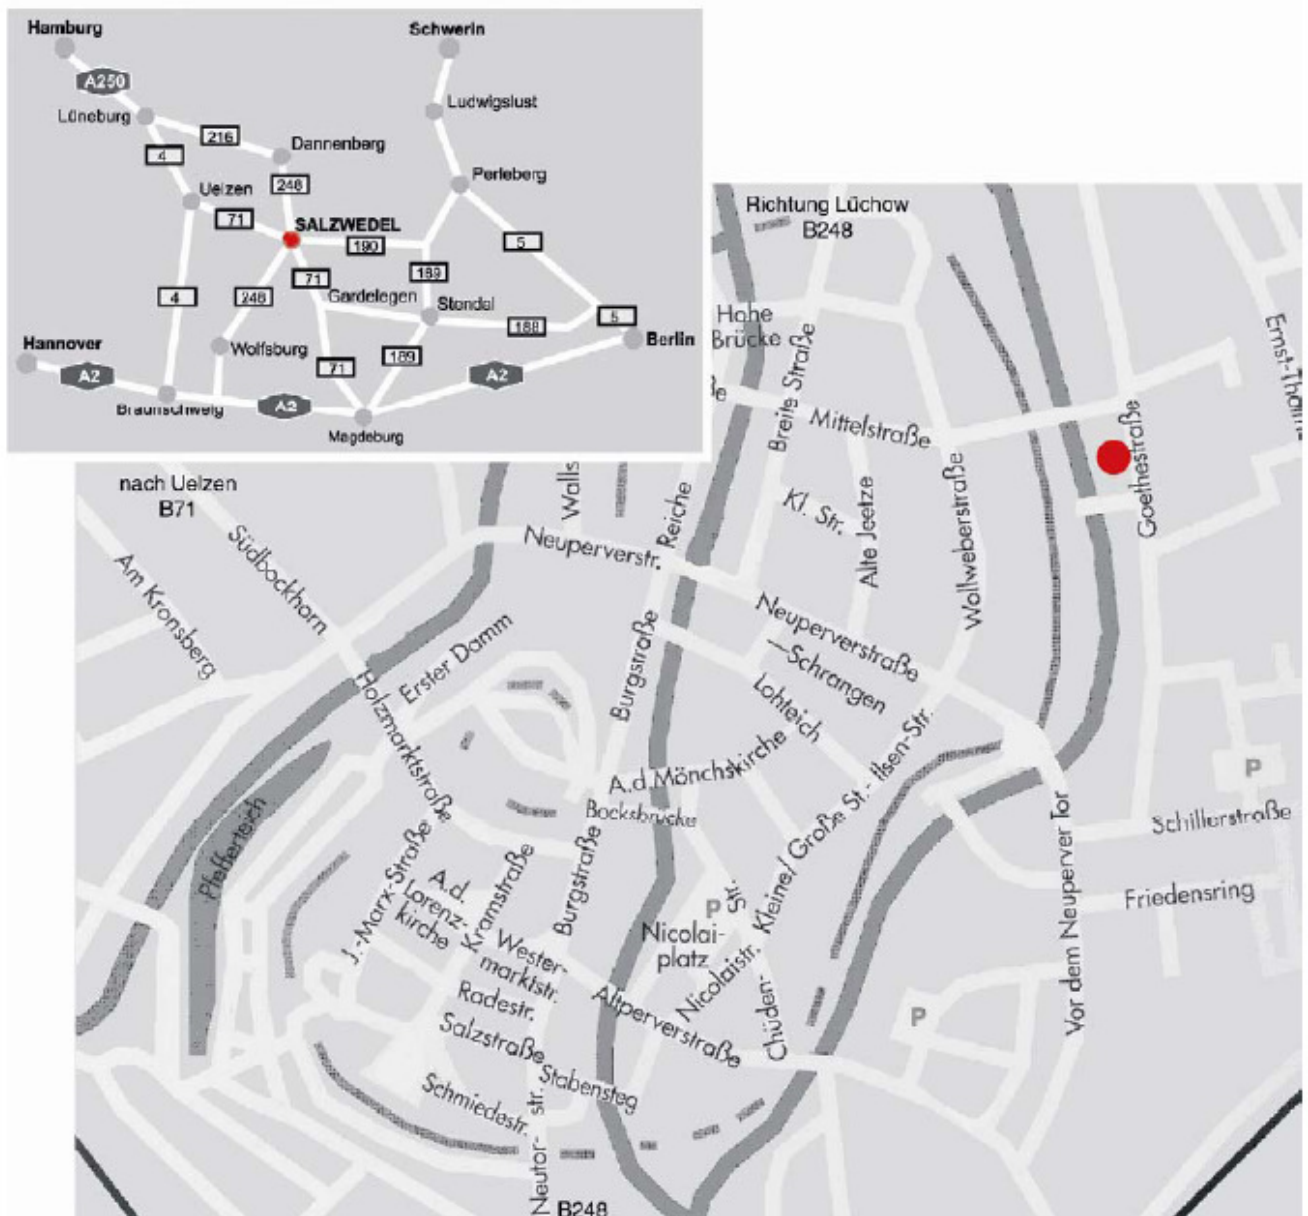 Hamburg
Schwerin
A250
Ludwigslust
Lüneburg
216
4
Dannenberg
Perleberg
248
Uelzen
71
SALZWEDEL
190
5
189
71
4
248
Gardelegen
Stendal
5
188
Hannover
Wolfsburg
Berlin
189
71
A2
A2
Braunschweig
A2
Magdeburg
Richtung Lüchow
B248
Hohe
Brücke
Breite Straße
ße
Mittelstraße
Goethestraße
nach Uelzen
B71
Südbockhorn
Am Kronsberg
Walls
Reiche
Neuperverstr.
Kl. Str.
Alte Jeetze
Wollweberstraße
Erster Damm
Holzmarktstraße
Burgstraße
Neuperverstraße
Schrangen
Lohteich
A.d.Mönchskirche
Bocksbrücke
Kleine/ Große St.-Ilsen-Str.
P
Schillerstraße
Friedensring
Vor dem Neuperver Tor
Pfefferteich
J.-Marx-Straße
A.d.
Lorenz-
kirche
Kramstraße
Burgstraße
P
Str.
Nicolai-
platz
Nicolaistr.
Chüden-
Wester-
marktstr.
Radestr.
Altperverstraße
P
Salzstraße
Stabensteg
Schmiedestr.
Neutor- str.
B248